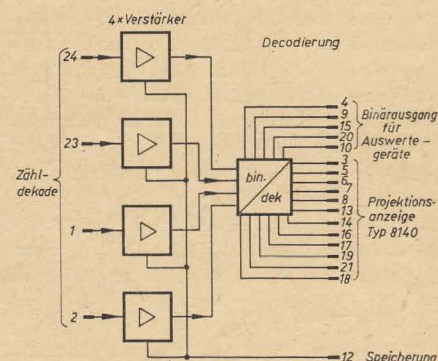 4×Verstärker
Decodierung
24
23
Zähl-
dekade
1
2
bin.
dek
4
9
15
20
10
Binärausgang
für
Auswerte-
geräte
3
5
6
7
8
13
14
16
17
19
21
18
Projektions-
anzeige
Typ 8140
12 Speicherung